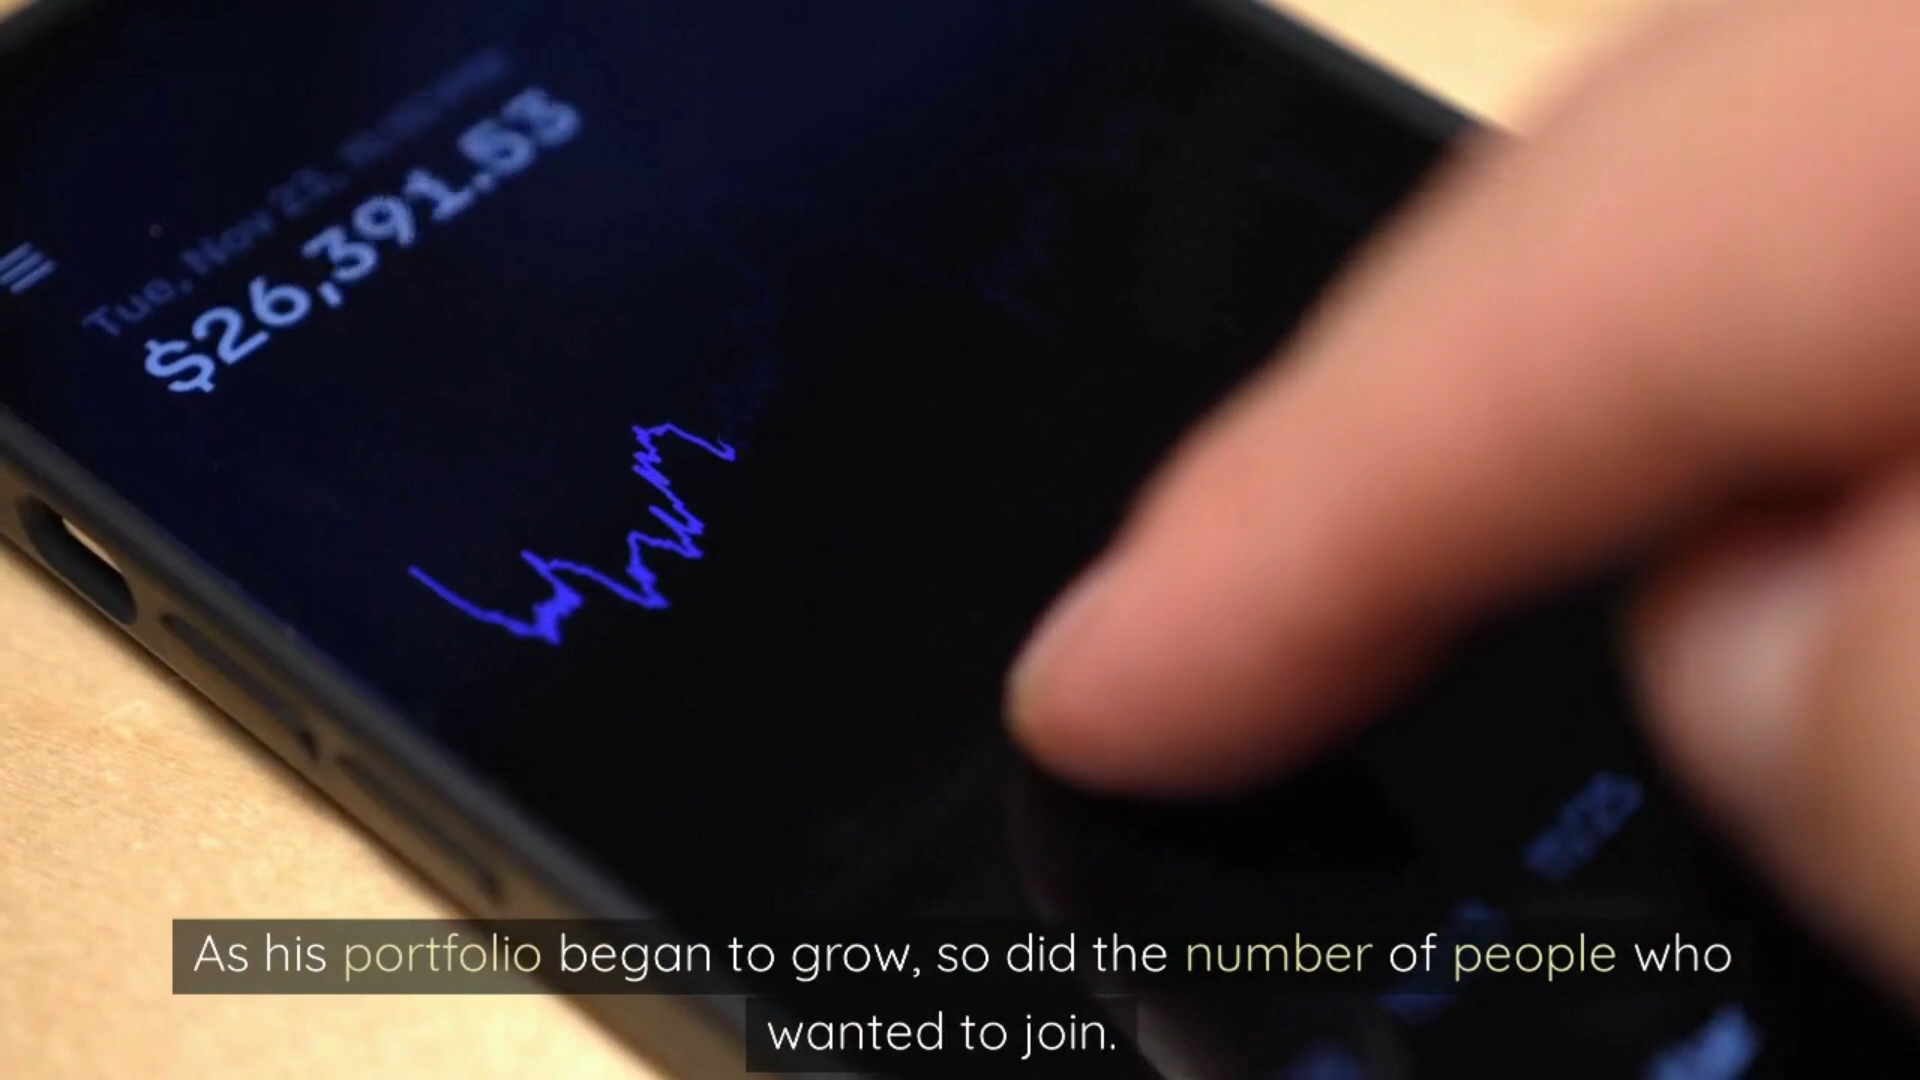 Tue, Nov 23,
$26,391.53
As his portfolio began to grow, so did the number of people who
wanted to join.